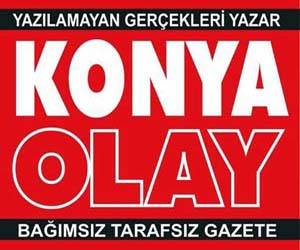 YAZILAMAYAN GERÇEKLERİ YAZAR
KONYA
OLAY
BAĞIMSIZ TARAFSIZ GAZETE